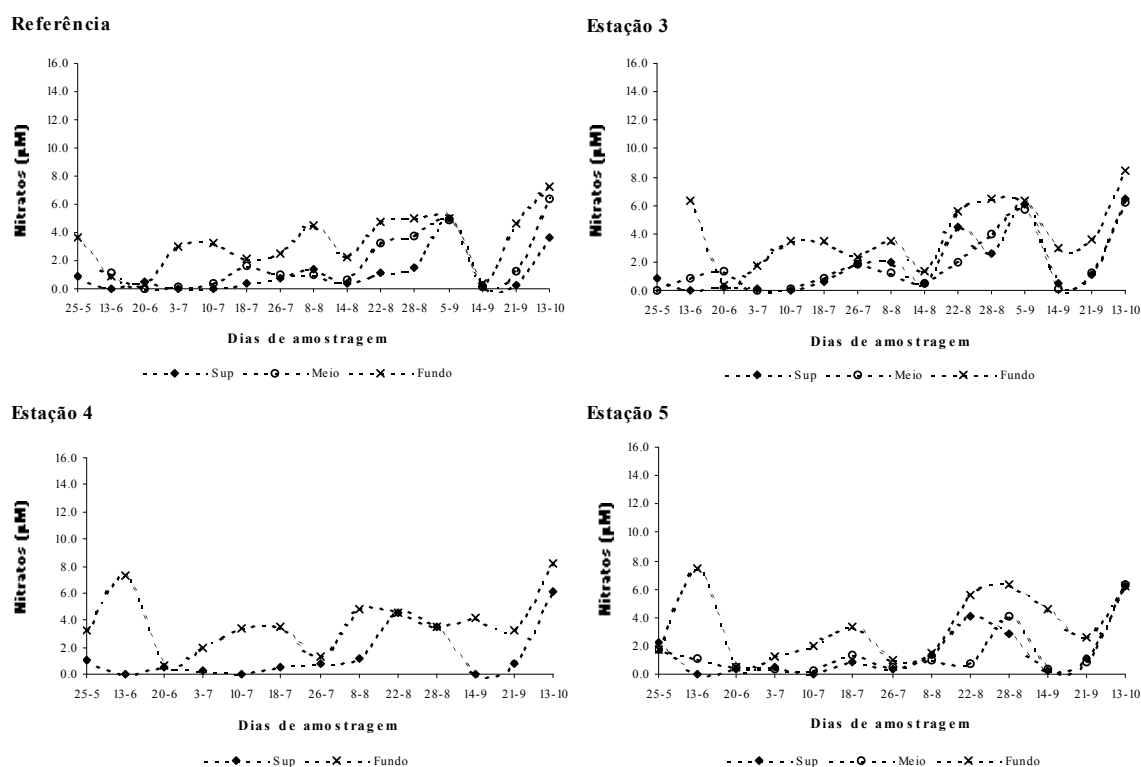 Referência
16.0
14.0
12.0
10.0
8.0
6.0
4.0
2.0
0.0
Nitratos (µM)
25-5 13-6 20-6 3-7 10-7 18-7 26-7 8-8 14-8 22-8 28-8 5-9 14-9 21-9 13-10
Dias de amostragem
Sup Meio Fundo
Estação 3
16.0
14.0
12.0
10.0
8.0
6.0
4.0
2.0
0.0
Nitratos (µM)
25-5 13-6 20-6 3-7 10-7 18-7 26-7 8-8 14-8 22-8 28-8 5-9 14-9 21-9 13-10
Dias de amostragem
Sup Meio Fundo
Estação 4
16.0
14.0
12.0
10.0
8.0
6.0
4.0
2.0
0.0
Nitratos (µM)
25-5 13-6 20-6 3-7 10-7 18-7 26-7 8-8 22-8 28-8 14-9 21-9 13-10
Dias de amostragem
Sup Fundo
Estação 5
16.0
14.0
12.0
10.0
8.0
6.0
4.0
2.0
0.0
Nitratos (µM)
25-5 13-6 20-6 3-7 10-7 18-7 26-7 8-8 22-8 28-8 14-9 21-9 13-10
Dias de amostragem
Sup Meio Fundo